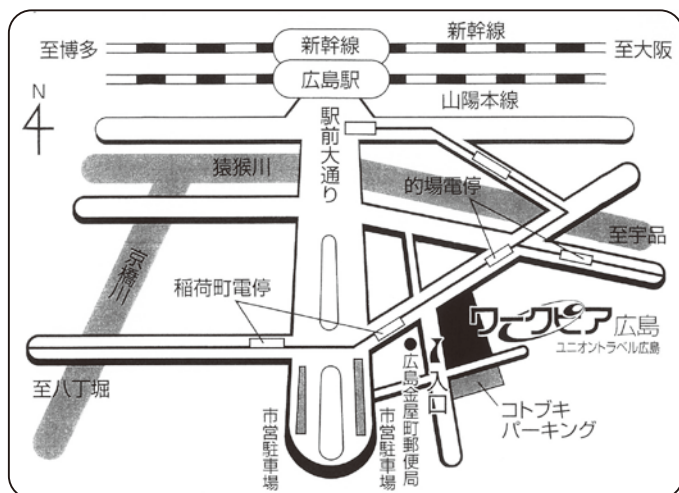 新幹線
至博多
新幹線
至大阪
広島駅
山陽本線
N
駅前大通り
猿猴川
的場電停
至宇品
京橋川
稲荷町電停
ワークピア広島
ユニオントラベル広島
至八丁堀
市営駐車場
市営駐車場
広島金屋町郵便局
入口
コトブキ
パーキング